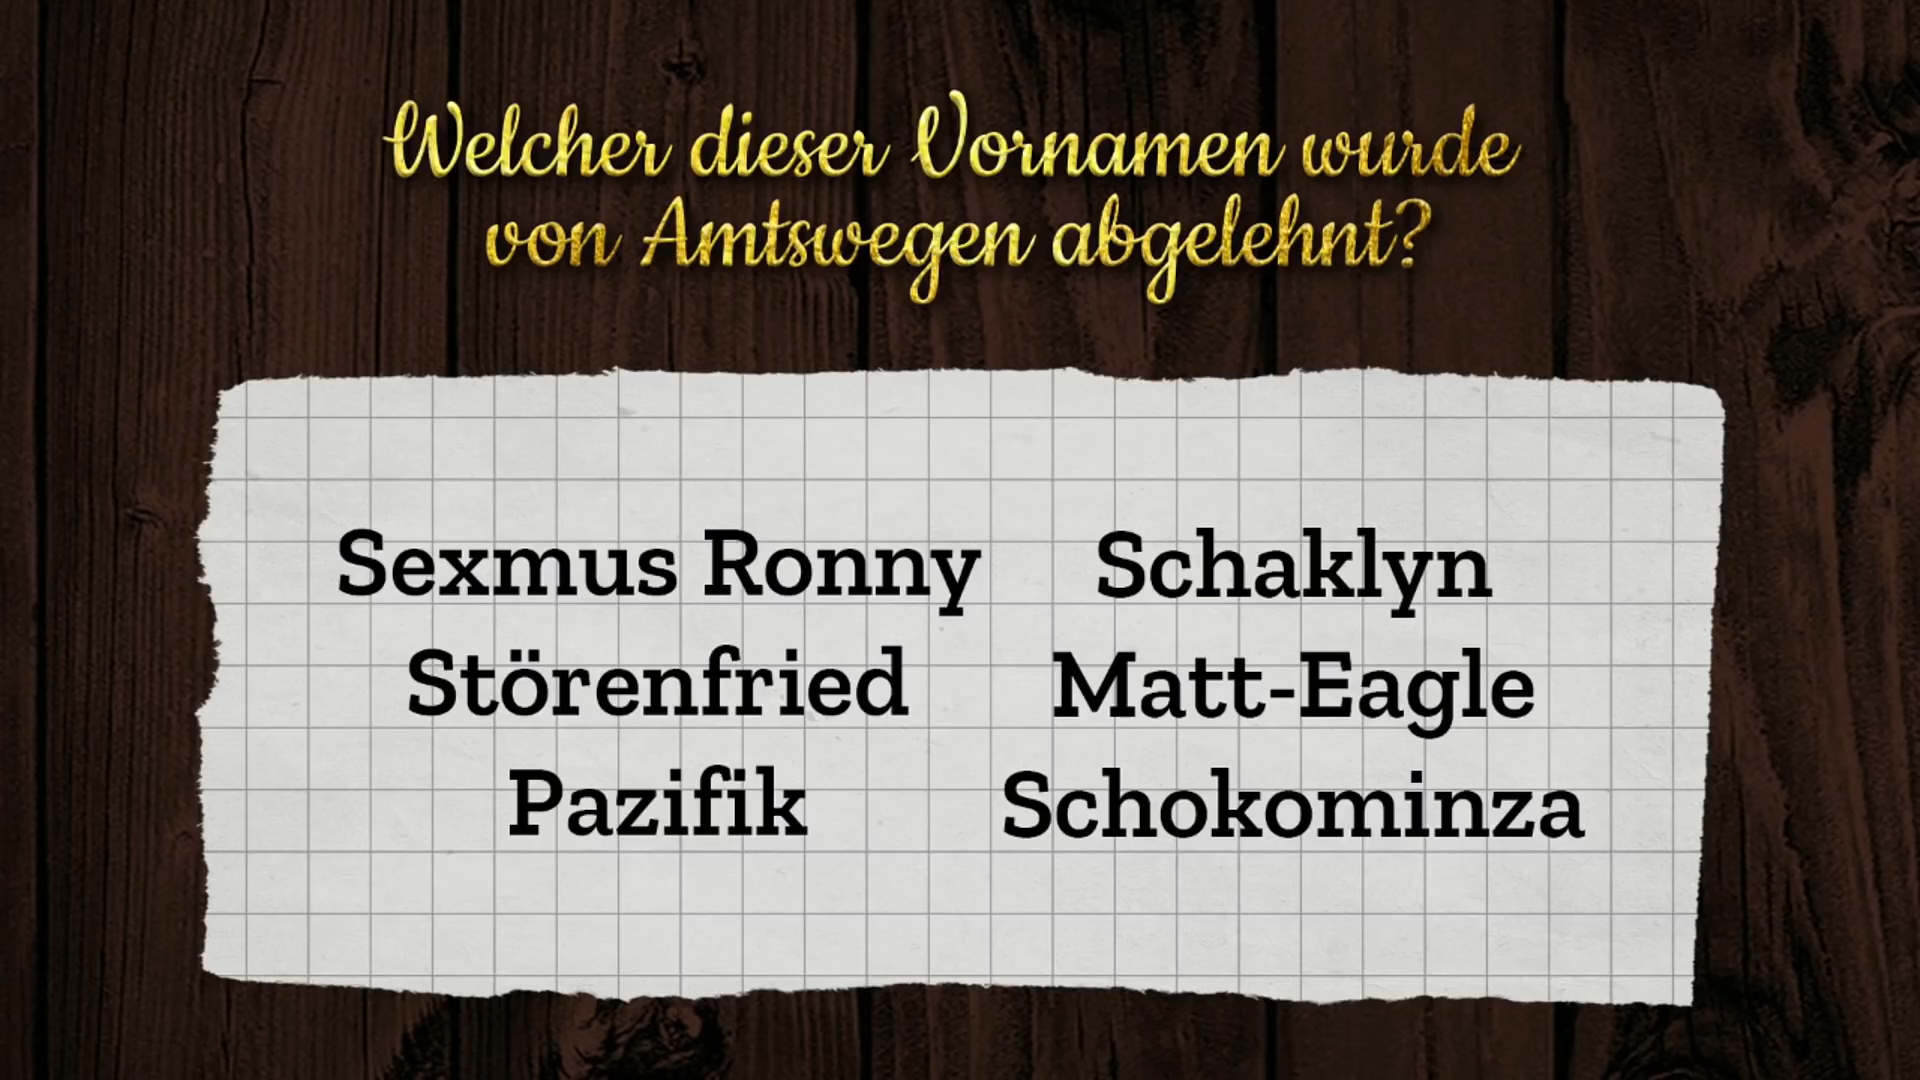 Welcher dieser Vornamen wurde
von Amtswegen abgelehnt?
Sexmus Ronny
Störenfried
Pazifik
Schaklyn
Matt-Eagle
Schokominza